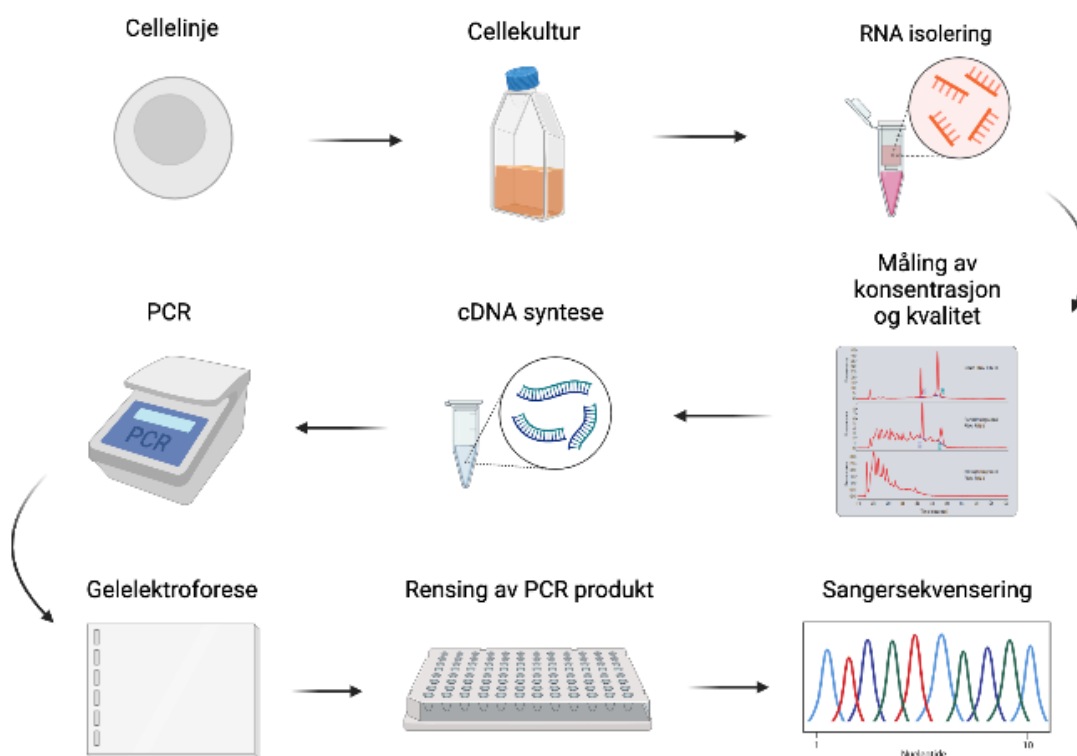 Cellelinje
Cellekultur
RNA isolering
Måling av
konsentrasjon
og kvalitet
cDNA syntese
PCR
PCR
Gelelektroforese
Rensing av PCR produkt
Sangersekvensering
1
10
Nucleotide